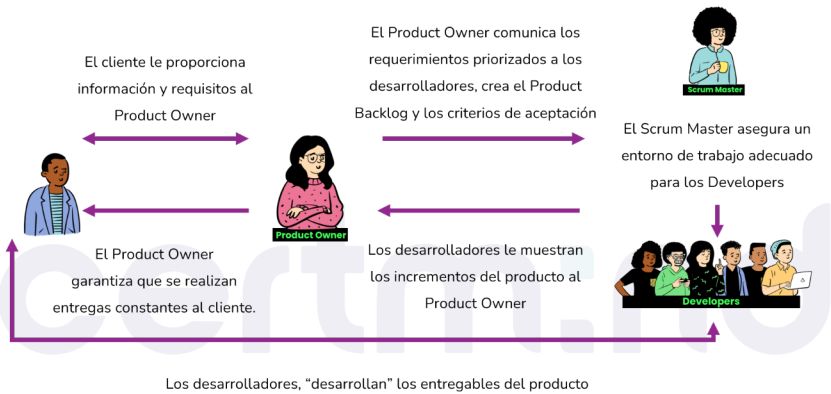 El cliente le proporciona
información y requisitos al
Product Owner
El Product Owner comunica los
requerimientos priorizados a los
desarrolladores, crea el Product
Backlog y los criterios de aceptación
Scrum Master
El Scrum Master asegura un
entorno de trabajo adecuado
para los Developers
Product Owner
El Product Owner
garantiza que se realizan
entregas constantes al cliente.
Los desarrolladores le muestran
los incrementos del producto al
Product Owner
Developers
certm:nd
Los desarrolladores, “desarrollan” los entregables del producto